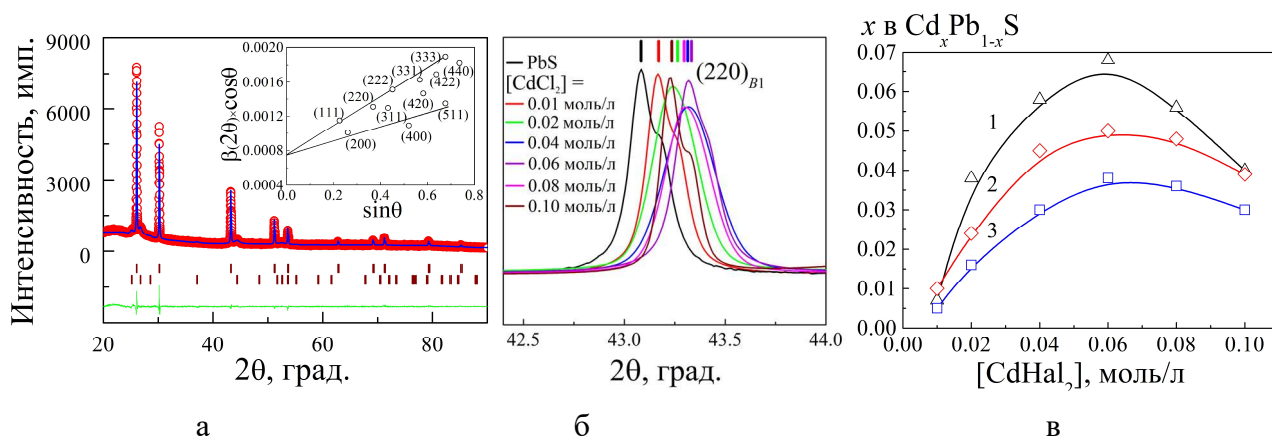 9000
6000
3000
0
Интенсивность, имп.
20
40
60
80
2θ, град.
0.0020
0.0016
0.0012
0.0008
0.0004
0.0
0.2
0.4
0.6
0.8
β(2θ)×cosθ
sinθ
(333)
(331)
(440)
(222)
(422)
(220)
(111)
(420)
(311)
(511)
(200)
(400)
а
PbS
[CdCl₂] =
0.01 моль/л
0.02 моль/л
0.04 моль/л
0.06 моль/л
0.08 моль/л
0.10 моль/л
(220)B1
42.5
43.0
43.5
44.0
2θ, град.
б
x в CdₓPb₁₋ₓS
0.07
0.06
0.05
0.04
0.03
0.02
0.01
0.00
1
2
3
0.00
0.02
0.04
0.06
0.08
0.10
[CdHal₂], моль/л
в